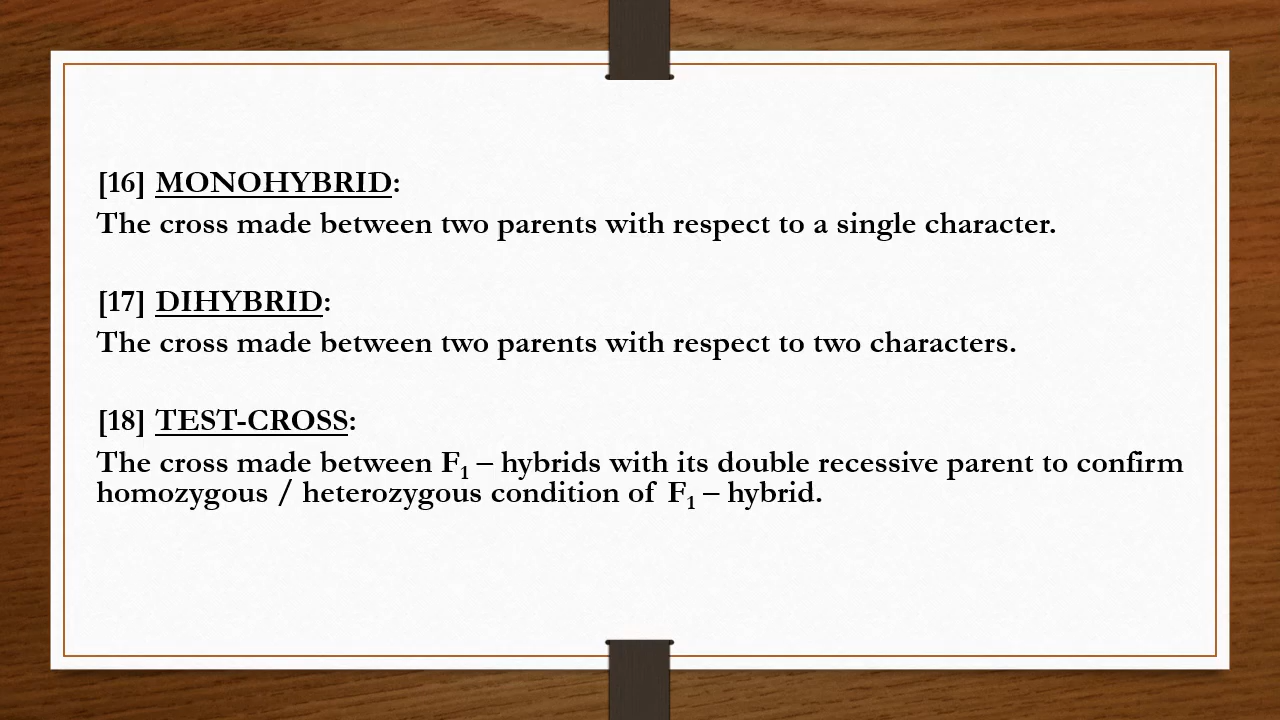 [16] MONOHYBRID:
The cross made between two parents with respect to a single character.
[17] DIHYBRID:
The cross made between two parents with respect to two characters.
[18] TEST-CROSS:
The cross made between F₁ – hybrids with its double recessive parent to confirm
homozygous / heterozygous condition of F₁ – hybrid.